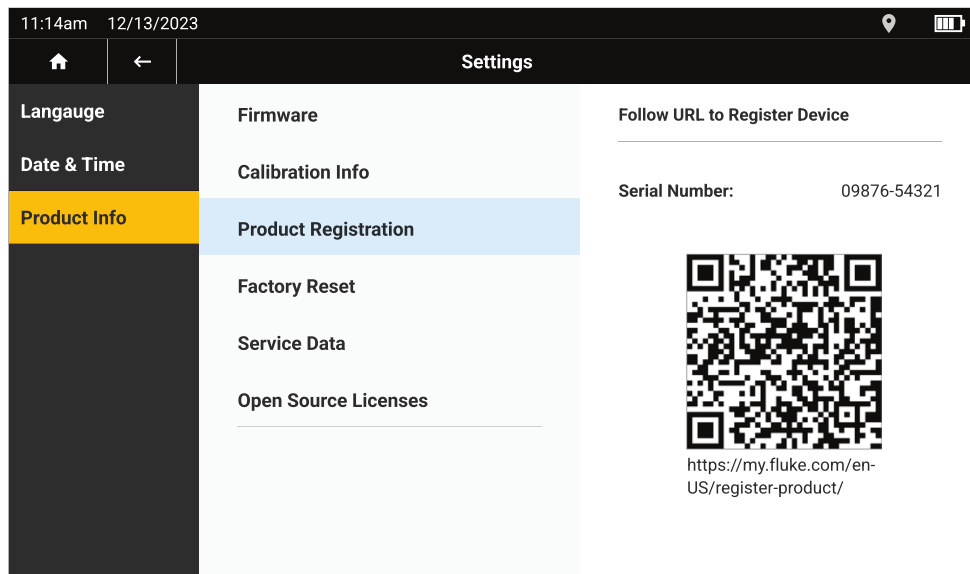 11:14am 12/13/2023
Settings
Langauge
Date & Time
Product Info
Firmware
Calibration Info
Product Registration
Factory Reset
Service Data
Open Source Licenses
Follow URL to Register Device
Serial Number: 09876-54321
https://my.fluke.com/en-
US/register-product/